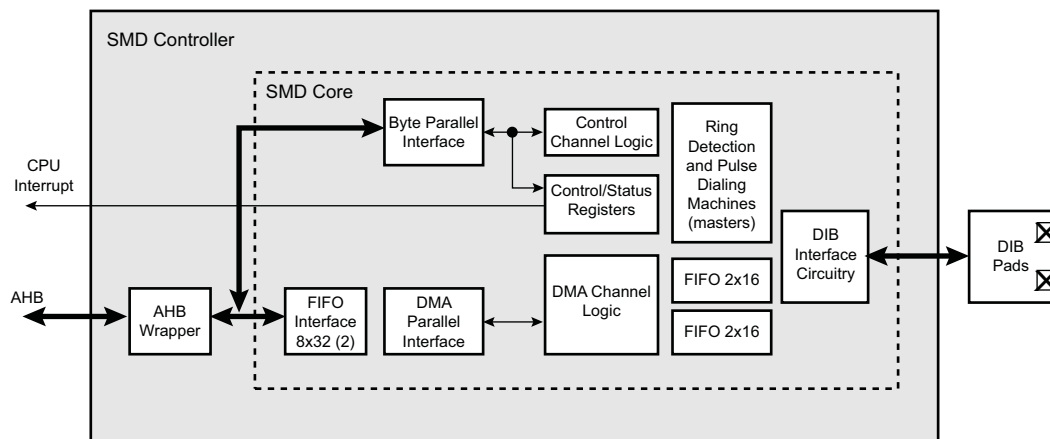 SMD Controller
SMD Core
Byte Parallel
Interface
Control
Channel Logic
Ring
Detection
and Pulse
Dialing
Machines
(masters)
CPU
Interrupt
Control/Status
Registers
DIB
Interface
Circuitry
DIB
Pads
AHB
AHB
Wrapper
FIFO
Interface
8x32 (2)
DMA
Parallel
Interface
DMA Channel
Logic
FIFO 2x16
FIFO 2x16